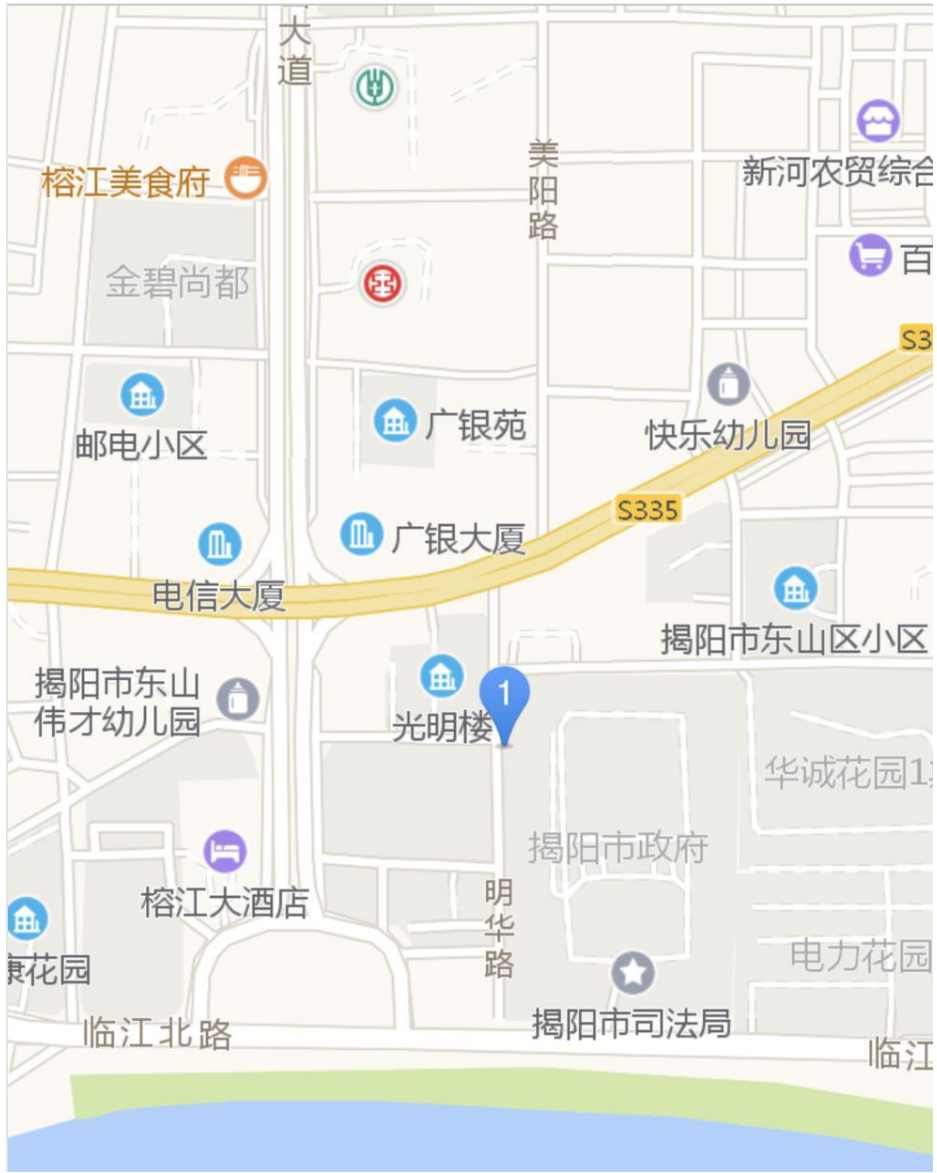 大
道
美
阳
路
榕江美食府
新河农贸综合
金碧尚都
百
S3
邮电小区
广银苑
快乐幼儿园
S335
广银大厦
电信大厦
揭阳市东山区小区
揭阳市东山
伟才幼儿园
1
光明楼
华诚花园1
揭阳市政府
榕江大酒店
明
华
路
康花园
电力花园
揭阳市司法局
临江北路
临江